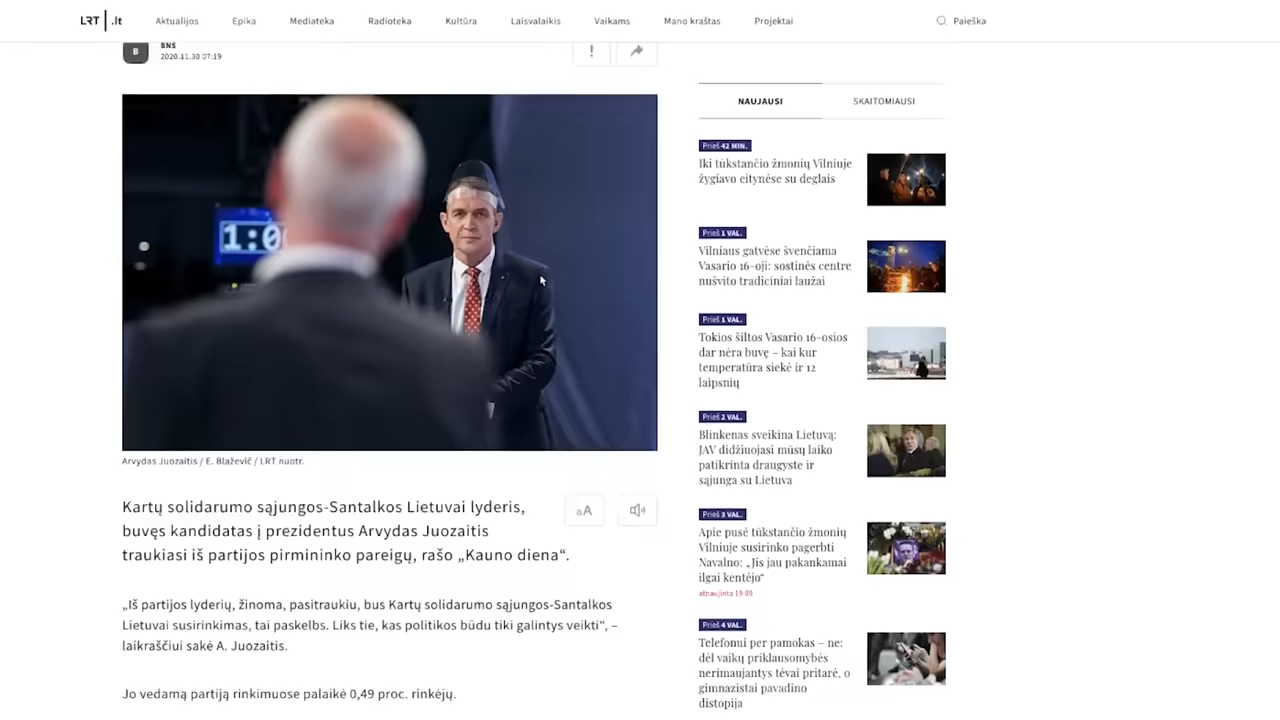 LRT .lt Aktualijos Epika Mediateka Radioteka Kultūra Laisvalaikis Vaikams Mano kraštas Projektai Paieška
B BNS
2020.11.30 07:19
1:0
Arvydas Juozaitis / E. Blaževič / LRT nuotr.
Kartų solidarumo sąjungos-Santalkos Lietuvai lyderis,
buvęs kandidatas į prezidentus Arvydas Juozaitis
traukiasi iš partijos pirmininko pareigų, rašo „Kauno diena“.
aA
„Iš partijos lyderių, žinoma, pasitraukiu, bus Kartų solidarumo sąjungos-Santalkos
Lietuvai susirinkimas, tai paskelbs. Liks tie, kas politikos būdu tiki galintys veikti“, –
laikraščiui sakė A. Juozaitis.
Jo vedamą partiją rinkimuose palaikė 0,49 proc. rinkėjų.
NAUJAUSI SKAITOMIAUSI
Prieš 42 MIN.
Iki tūkstančio žmonių Vilniuje
žygiavo eitynėse su deglais
Prieš 1 VAL.
Vilniaus gatvėse švenčiama
Vasario 16-oji: sostinės centre
nušvito tradiciniai laužai
Prieš 1 VAL.
Tokios šiltos Vasario 16-osios
dar nėra buvę – kai kur
temperatūra siekė ir 12
laipsnių
Prieš 2 VAL.
Blinkenas sveikina Lietuvą:
JAV didžiuojasi mūsų laiko
patikrinta draugyste ir
sąjunga su Lietuva
Prieš 3 VAL.
Apie pusė tūkstančio žmonių
Vilniuje susirinko pagerbti
Navalno: „Jis jau pakankamai
ilgai kentėjo“
atnaujinta 19.09
Prieš 4 VAL.
Telefonui per pamokas – ne:
dėl vaikų priklausomybės
nerimaujantys tėvai pritarė, o
gimnazistai pavadino
distopija